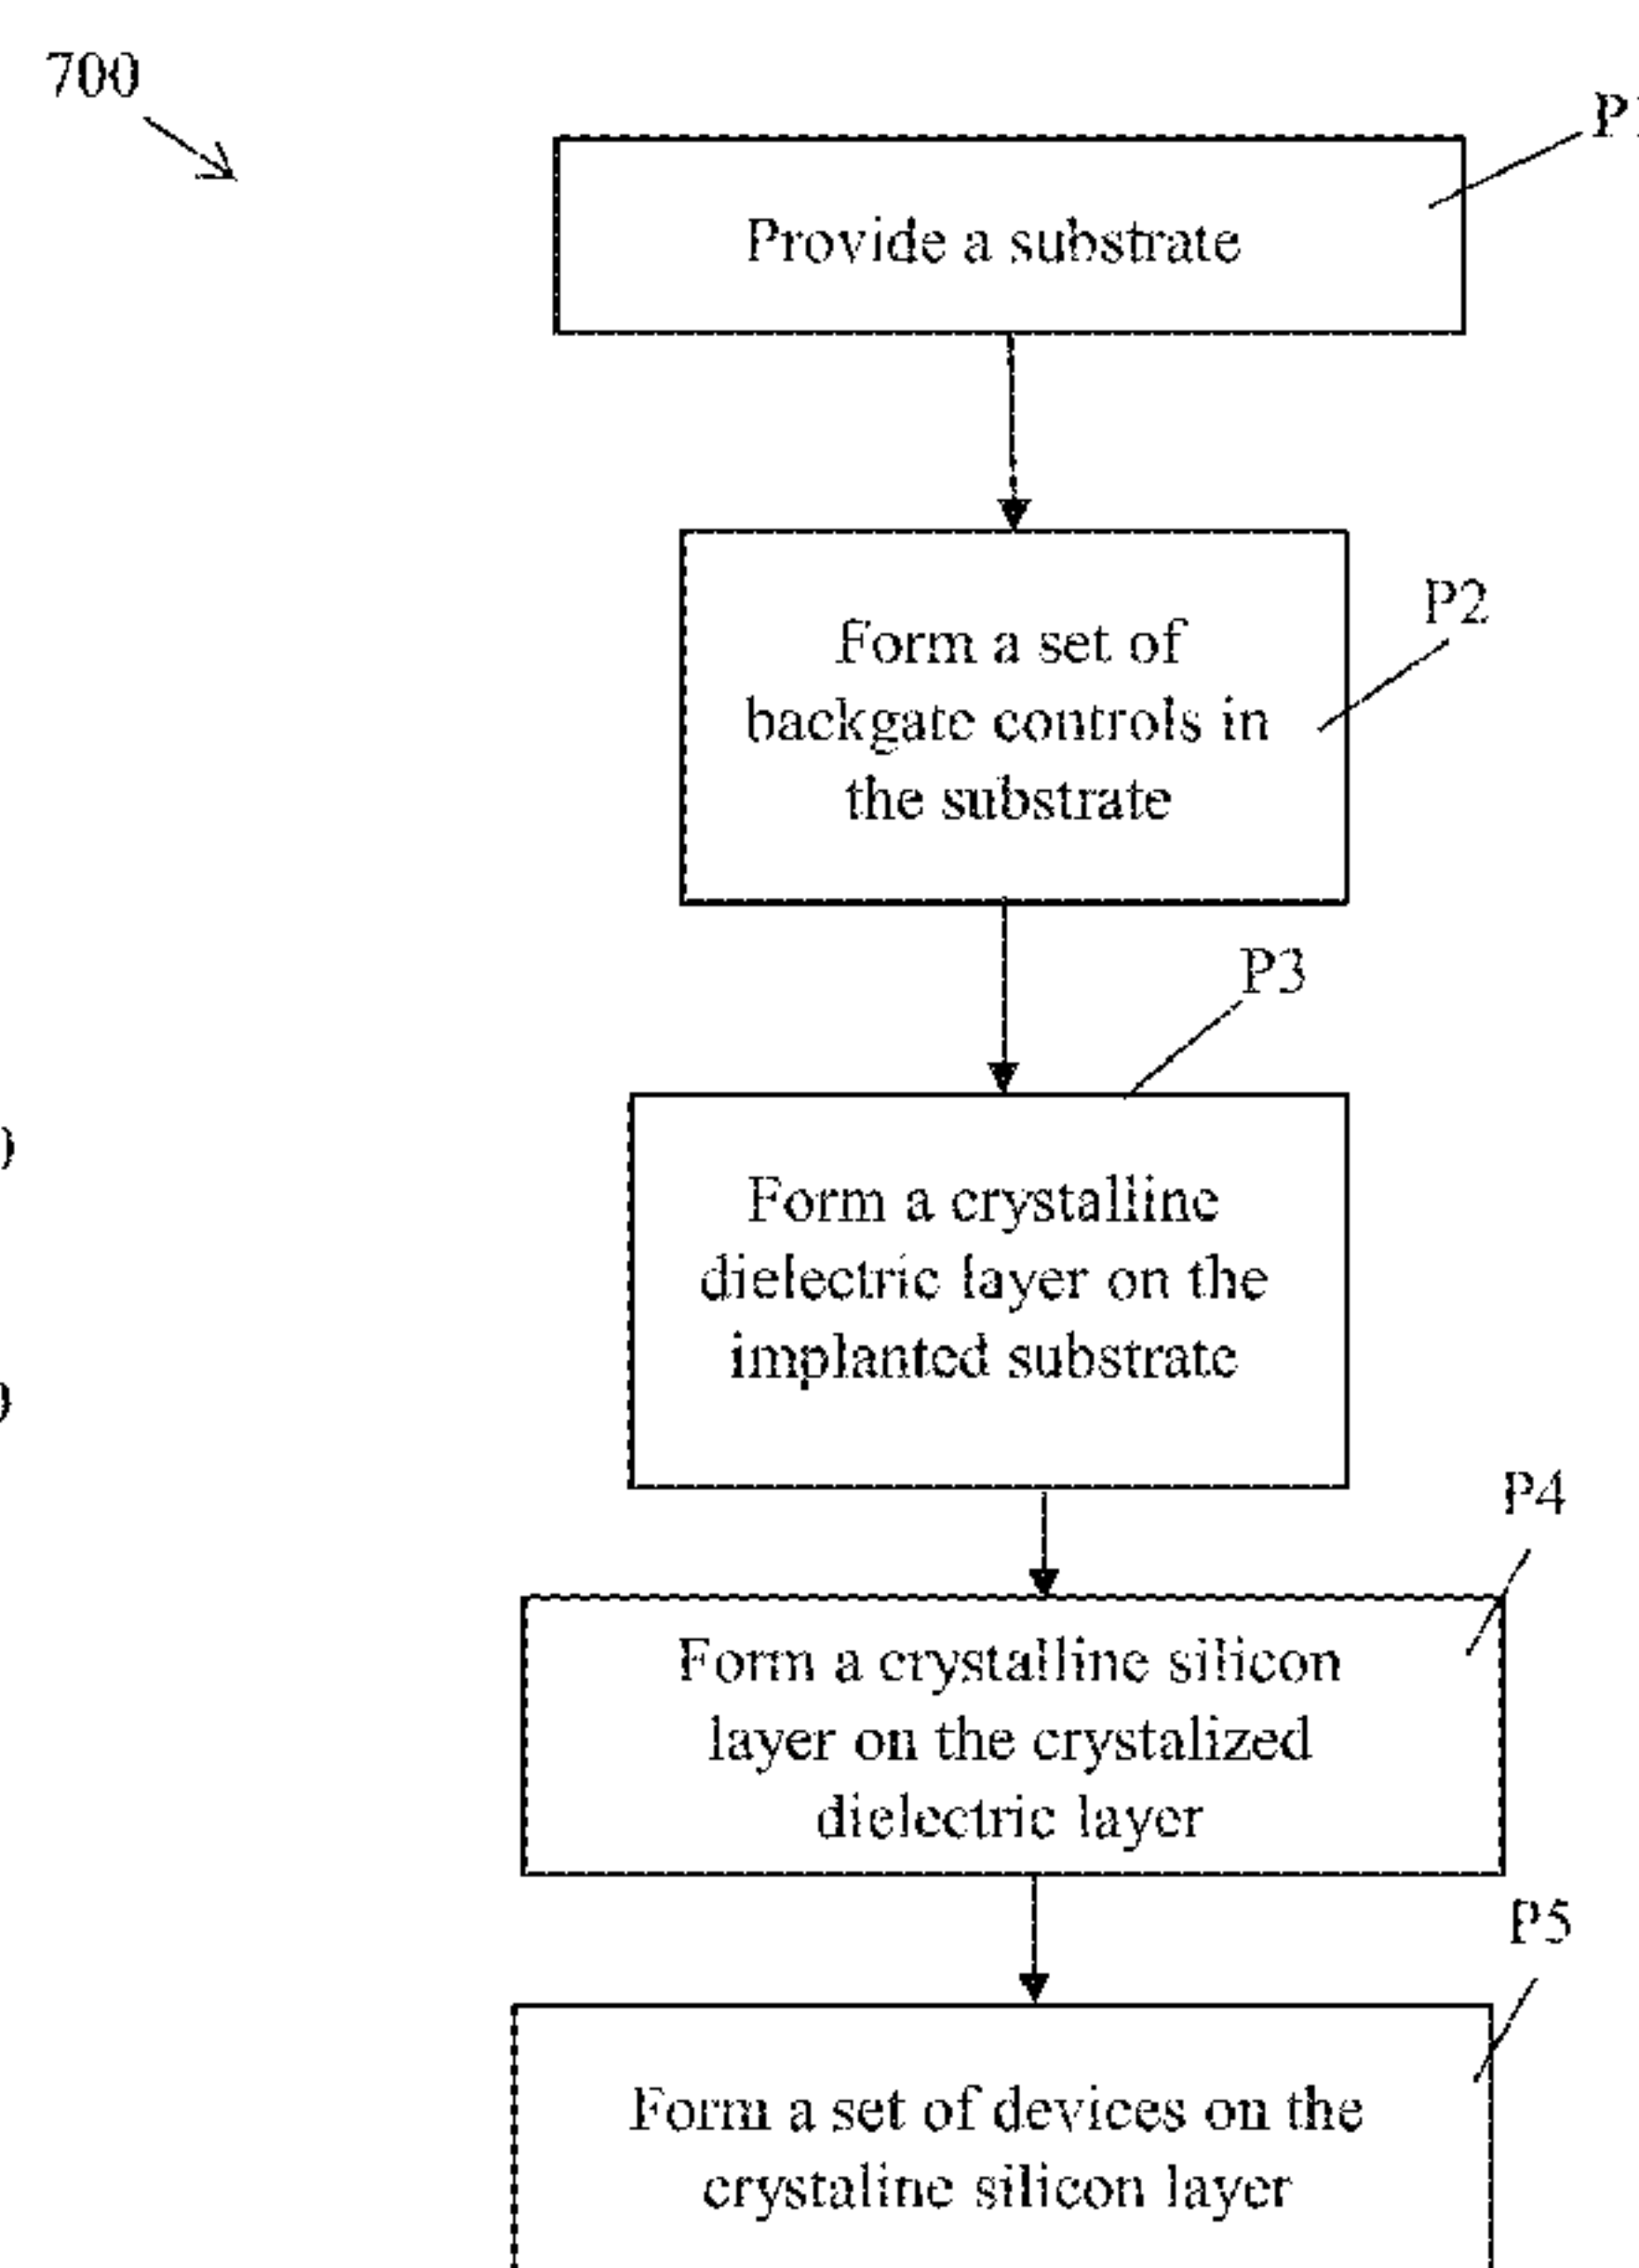 700
P1
Provide a substrate
P2
Form a set of
backgate controls in
the substrate
P3
Form a crystalline
dielectric layer on the
implanted substrate
P4
Form a crystalline silicon
layer on the crystalized
dielectric layer
P5
Form a set of devices on the
crystaline silicon layer